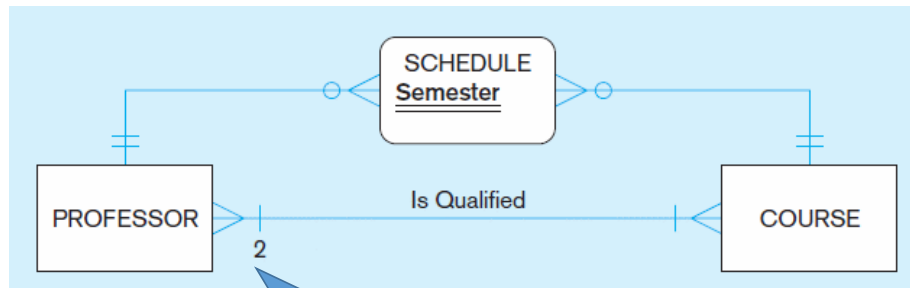 SCHEDULE
Semester
Is Qualified
PROFESSOR
COURSE
2